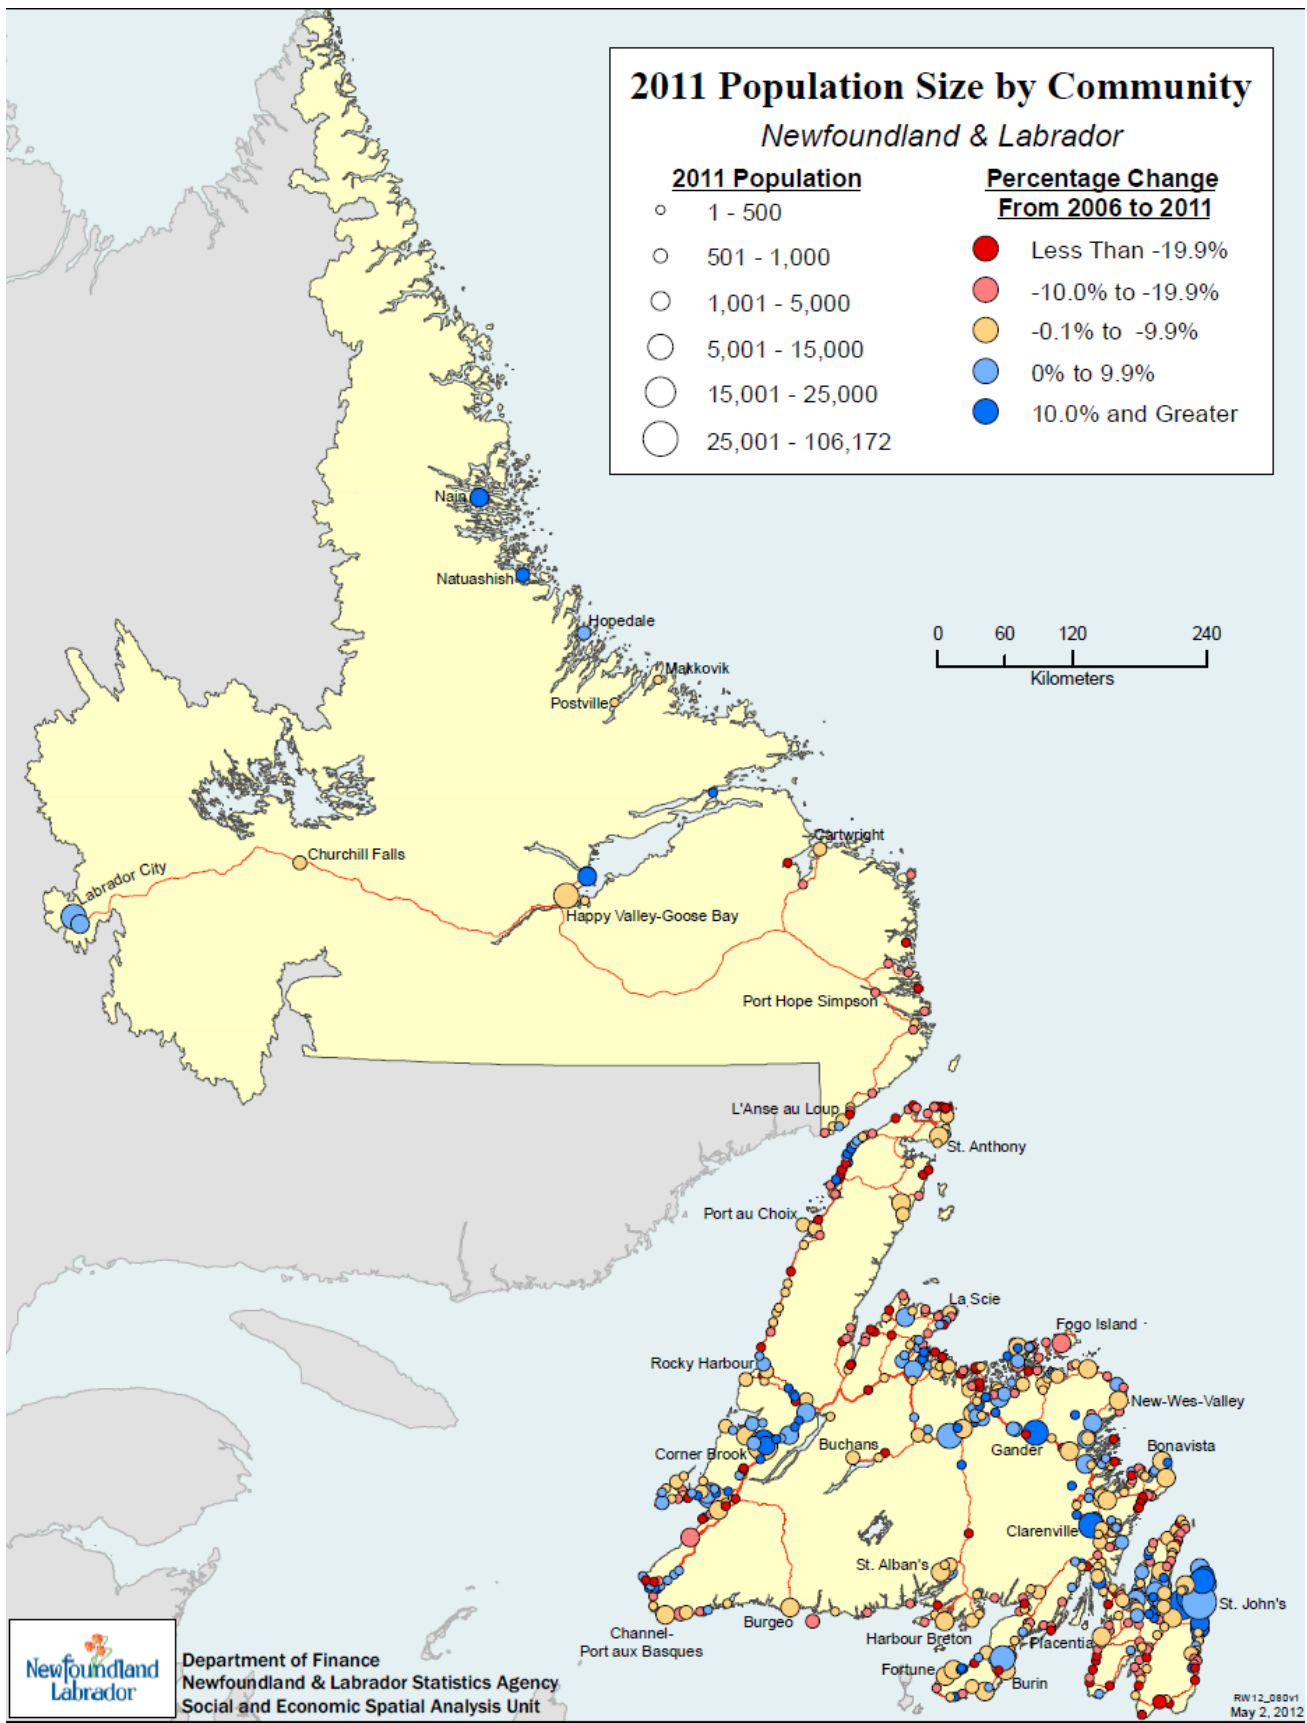 2011 Population Size by Community
Newfoundland & Labrador
2011 Population
1 - 500
501 - 1,000
1,001 - 5,000
5,001 - 15,000
15,001 - 25,000
25,001 - 106,172
Percentage Change
From 2006 to 2011
Less Than -19.9%
-10.0% to -19.9%
-0.1% to -9.9%
0% to 9.9%
10.0% and Greater
Nain
Natuashish
Hopedale
0 60 120 240
Kilometers
Makkovik
Postville
Cartwright
Churchill Falls
Labrador City
Happy Valley-Goose Bay
Port Hope Simpson
L'Anse au Loup
St. Anthony
Port au Choix
La Scie
Fogo Island
Rocky Harbour
New-Wes-Valley
Corner Brook
Buchans
Gander
Bonavista
Clarenville
St. Alban's
St. John's
Burgeo
Channel-
Port aux Basques
Harbour Breton
Placentia
Fortune
Burin
Newfoundland
Labrador
Department of Finance
Newfoundland & Labrador Statistics Agency
Social and Economic Spatial Analysis Unit
RW12_080v1
May 2, 2012